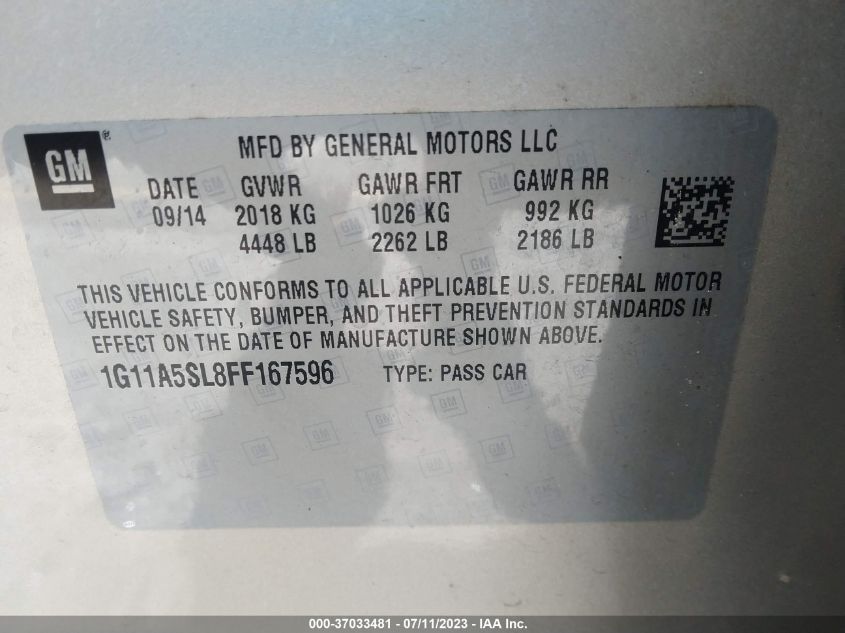 GM
MFD BY GENERAL MOTORS LLC
DATE GVWR GAWR FRT GAWR RR
09/14 2018 KG 1026 KG 992 KG
4448 LB 2262 LB 2186 LB
THIS VEHICLE CONFORMS TO ALL APPLICABLE U.S. FEDERAL MOTOR
VEHICLE SAFETY, BUMPER, AND THEFT PREVENTION STANDARDS IN
EFFECT ON THE DATE OF MANUFACTURE SHOWN ABOVE.
1G11A5SL8FF167596 TYPE: PASS CAR
000-37033481 - 07/11/2023 - IAA Inc.